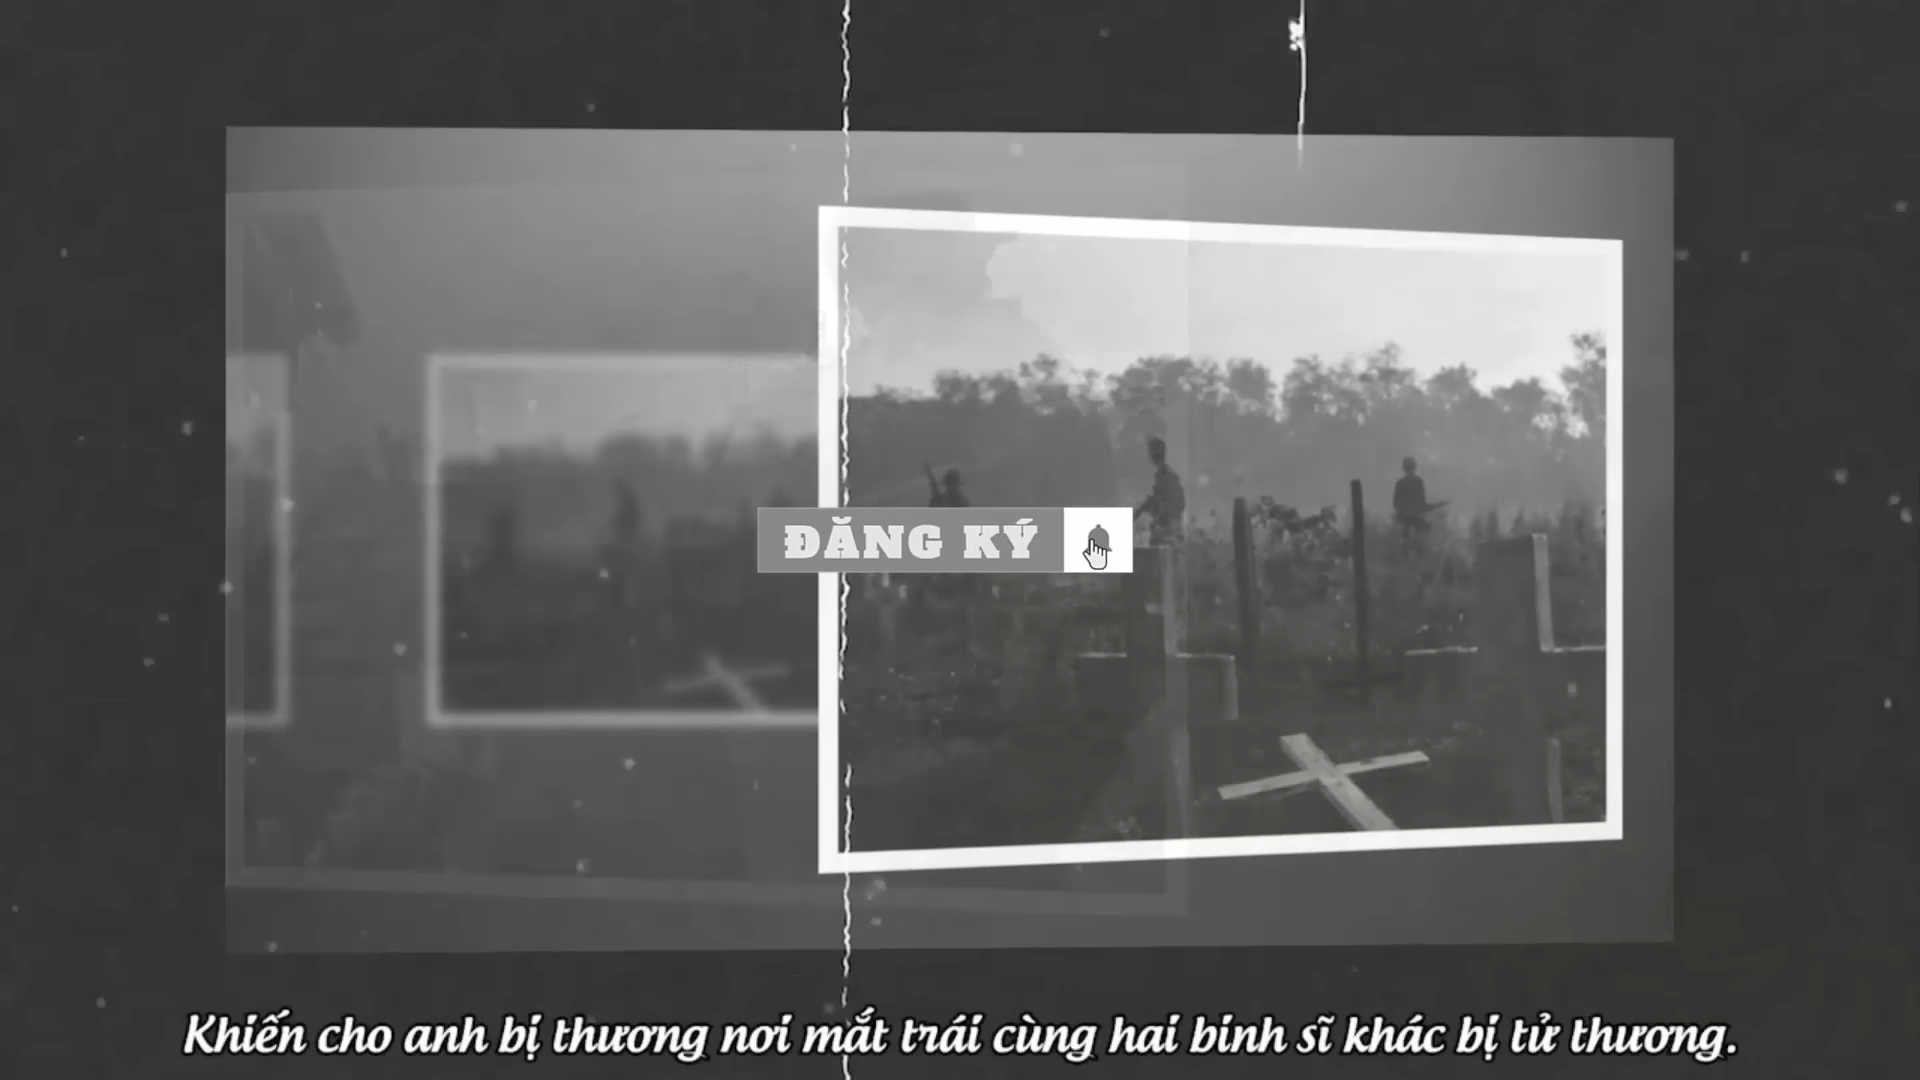 ĐĂNG KÝ
Khiến cho anh bị thương nơi mắt trái cùng hai binh sĩ khác bị tử thương.